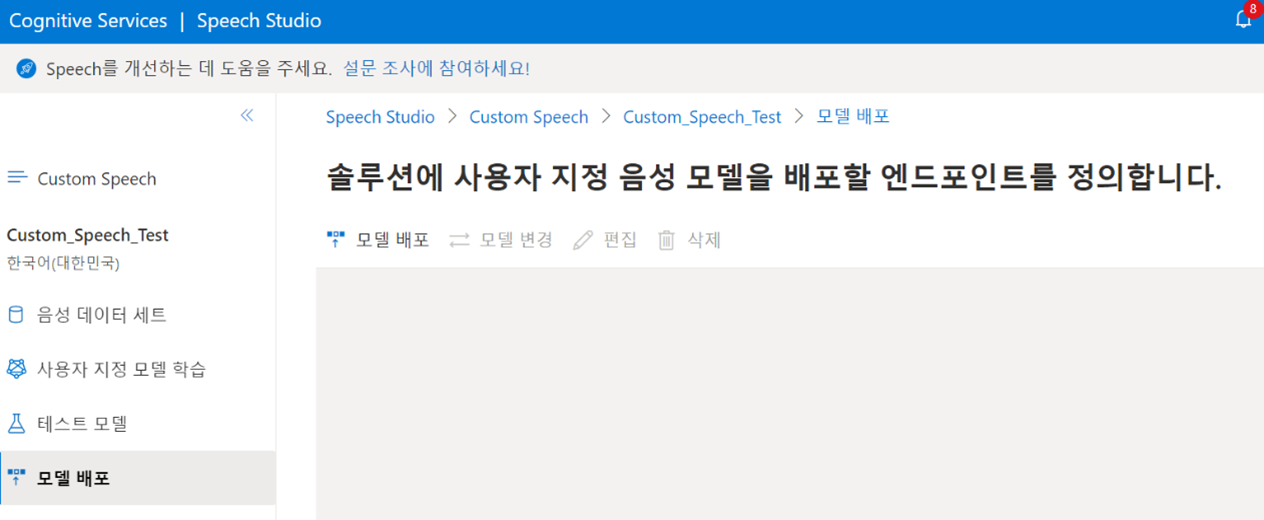 Cognitive Services | Speech Studio
8
Speech를 개선하는 데 도움을 주세요. 설문 조사에 참여하세요!
Speech Studio > Custom Speech > Custom_Speech_Test > 모델 배포
솔루션에 사용자 지정 음성 모델을 배포할 엔드포인트를 정의합니다.
모델 배포 모델 변경 편집 삭제
Custom Speech
Custom_Speech_Test
한국어(대한민국)
음성 데이터 세트
사용자 지정 모델 학습
테스트 모델
모델 배포